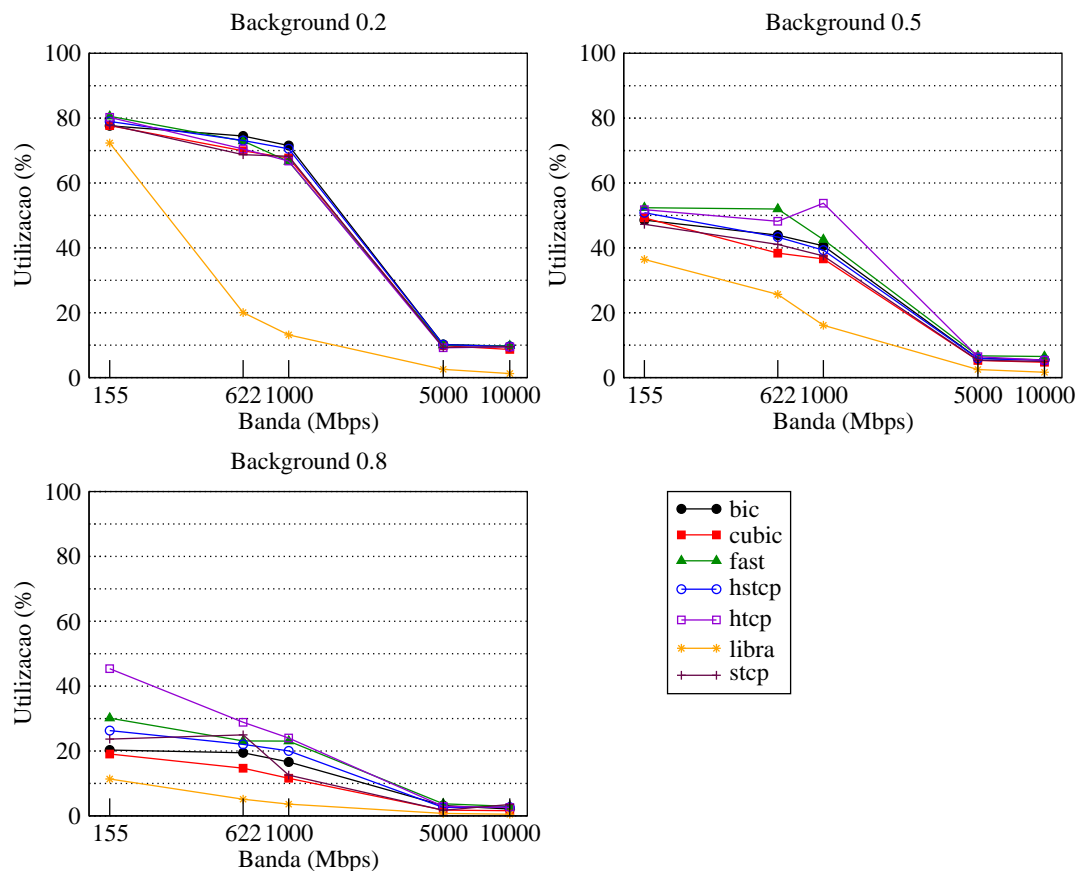 Background 0.2
Utilizacao (%)
100
80
60
40
20
0
155
622
1000
5000
10000
Banda (Mbps)
Background 0.5
Utilizacao (%)
100
80
60
40
20
0
155
622
1000
5000
10000
Banda (Mbps)
Background 0.8
Utilizacao (%)
100
80
60
40
20
0
155
622
1000
5000
10000
Banda (Mbps)
bic
cubic
fast
hstcp
htcp
libra
stcp